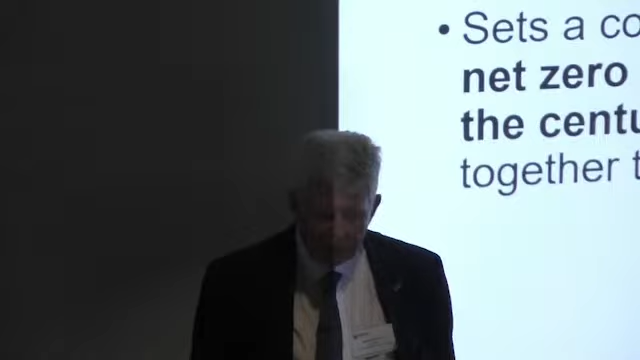 • Sets a co
net zero
the centu
together t